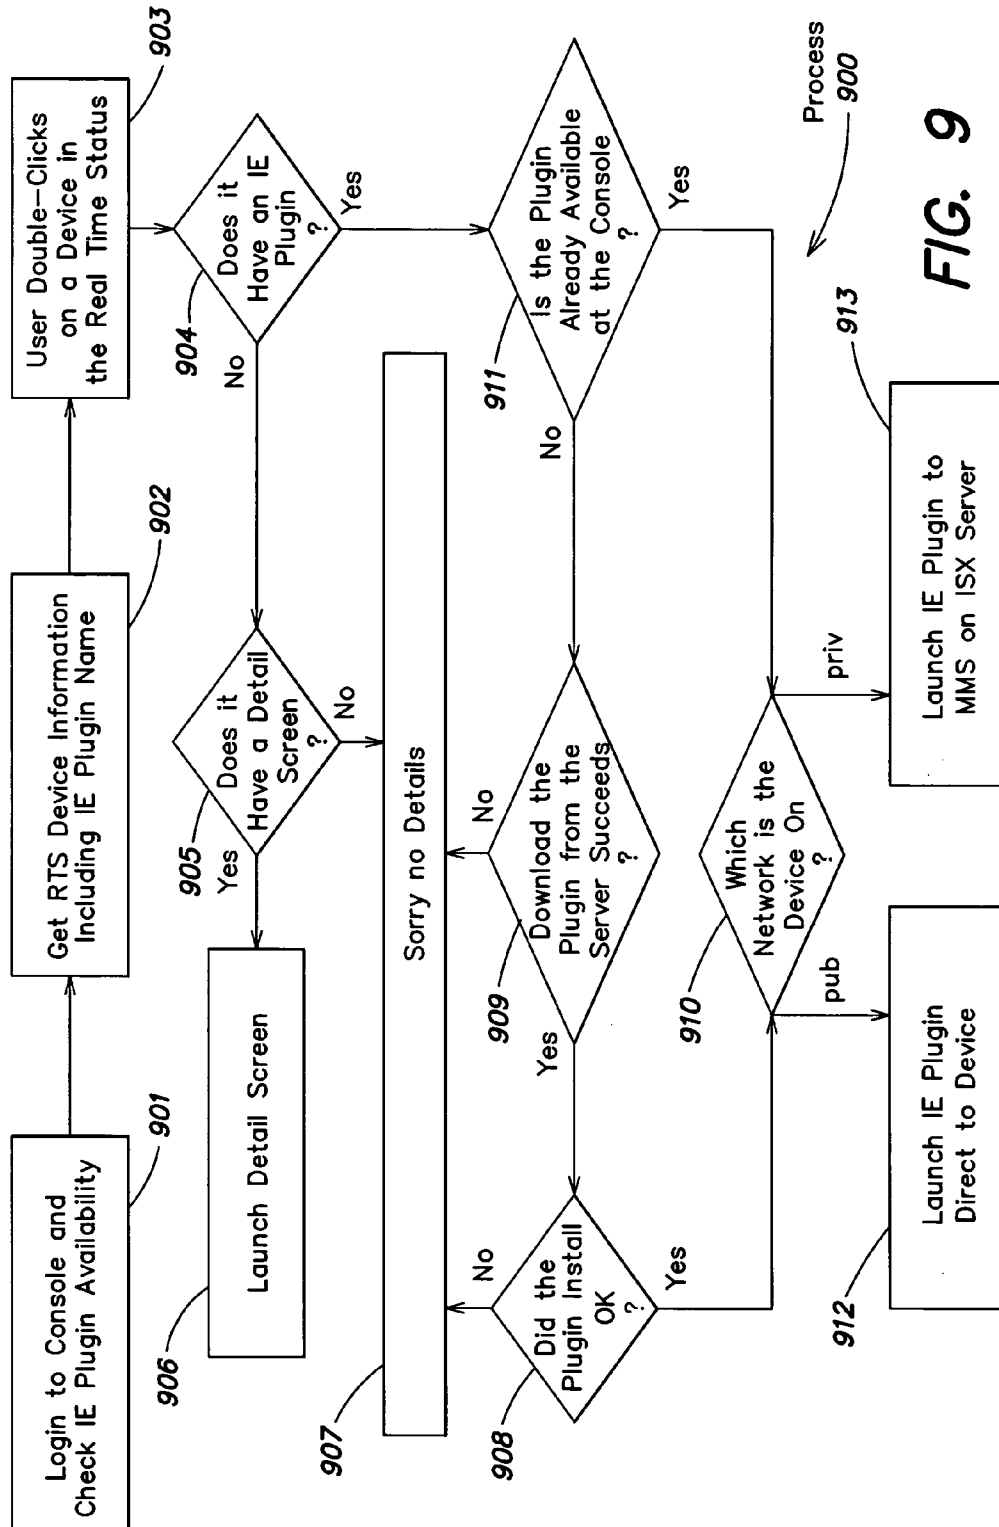 Login to Console and
Check IE Plugin Availability
901
Get RTS Device Information
Including IE Plugin Name
902
User Double-Clicks
on a Device in
the Real Time Status
903
Does it
Have an IE
Plugin
?
904
No
Yes
Does it
Have a Detail
Screen
?
905
Yes
No
Launch Detail Screen
906
Sorry no Details
907
Is the Plugin
Already Available
at the Console
?
911
No
Yes
Download the
Plugin from the
Server Succeeds
?
909
No
Yes
Did the
Plugin Install
OK
?
908
No
Yes
Which
Network is the
Device On
?
910
pub
priv
Launch IE Plugin
Direct to Device
912
Launch IE Plugin to
MMS on ISX Server
913
Process
900
FIG. 9